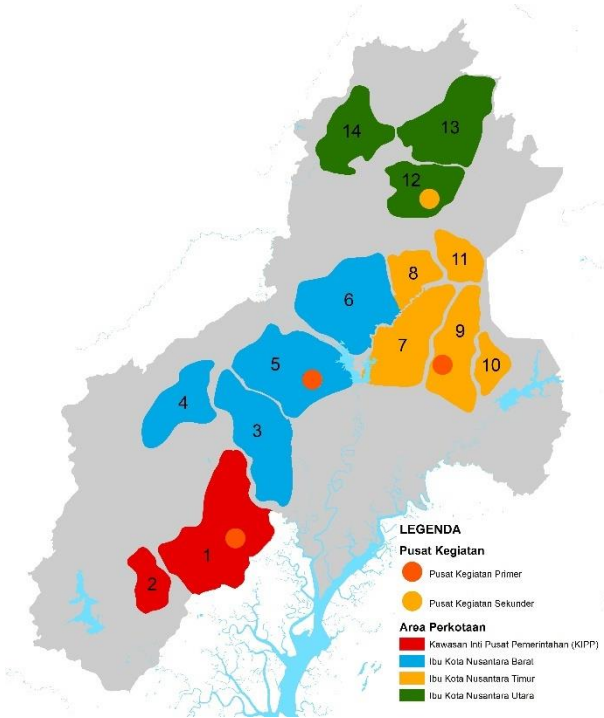 14
13
12
11
8
6
9
7
10
5
4
3
1
2
LEGENDA
Pusat Kegiatan
Pusat Kegiatan Primer
Pusat Kegiatan Sekunder
Area Perkotaan
Kawasan Inti Pusat Pemerintahan (KIPP)
Ibu Kota Nusantara Barat
Ibu Kota Nusantara Timur
Ibu Kota Nusantara Utara